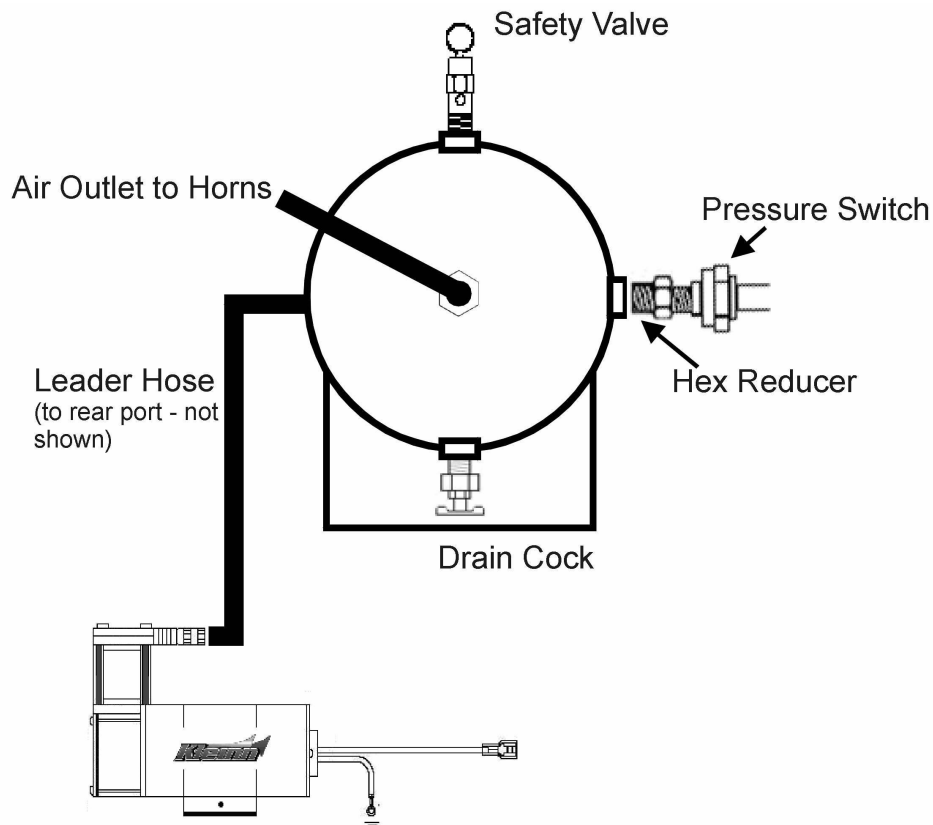 Safety Valve
Air Outlet to Horns
Pressure Switch
Leader Hose
(to rear port - not
shown)
Hex Reducer
Drain Cock
Kleinn